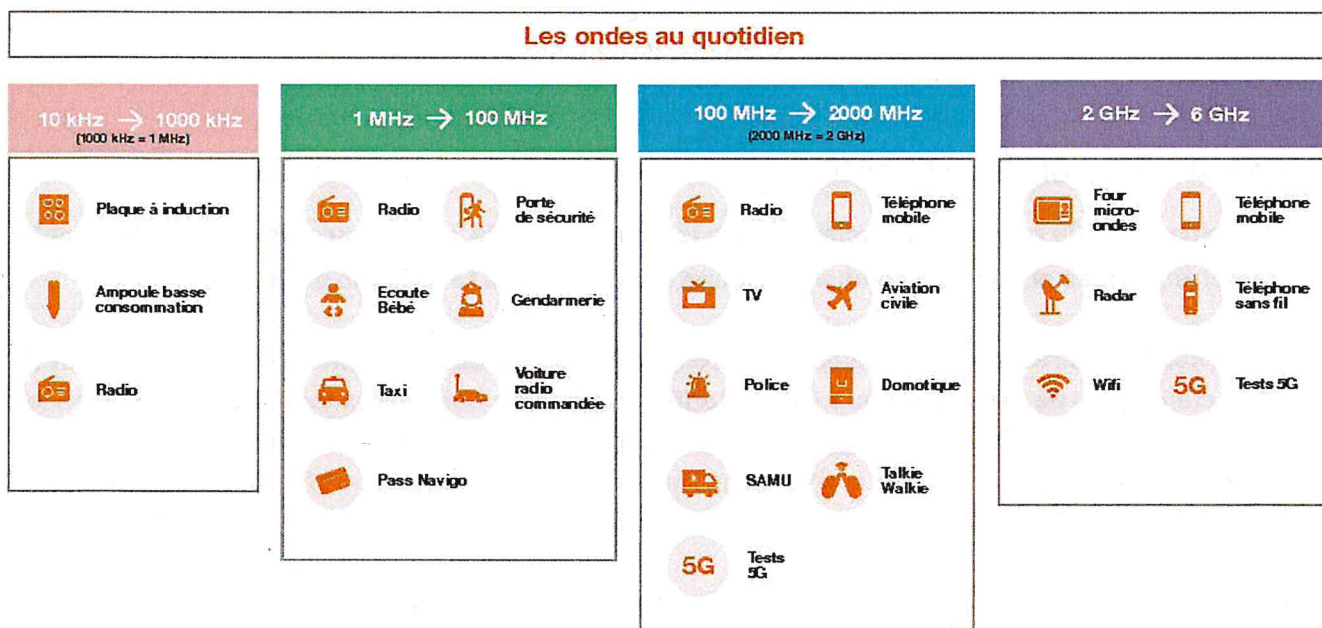 Les ondes au quotidien
10 kHz → 1000 kHz
(1000 kHz = 1 MHz)
Plaque à induction
Ampoule basse
consommation
Radio
1 MHz → 100 MHz
Radio
Porte
de sécurité
Ecoute
Bébé
Gendarmerie
Taxi
Voiture
radio
commandée
Pass Navigo
100 MHz → 2000 MHz
(2000 MHz = 2 GHz)
Radio
Téléphone
mobile
TV
Aviation
civile
Police
Domotique
SAMU
Talkie
Walkie
5G
Tests
5G
2 GHz → 6 GHz
Four
micro-
ondes
Téléphone
mobile
Radar
Téléphone
sans fil
Wifi
5G
Tests 5G